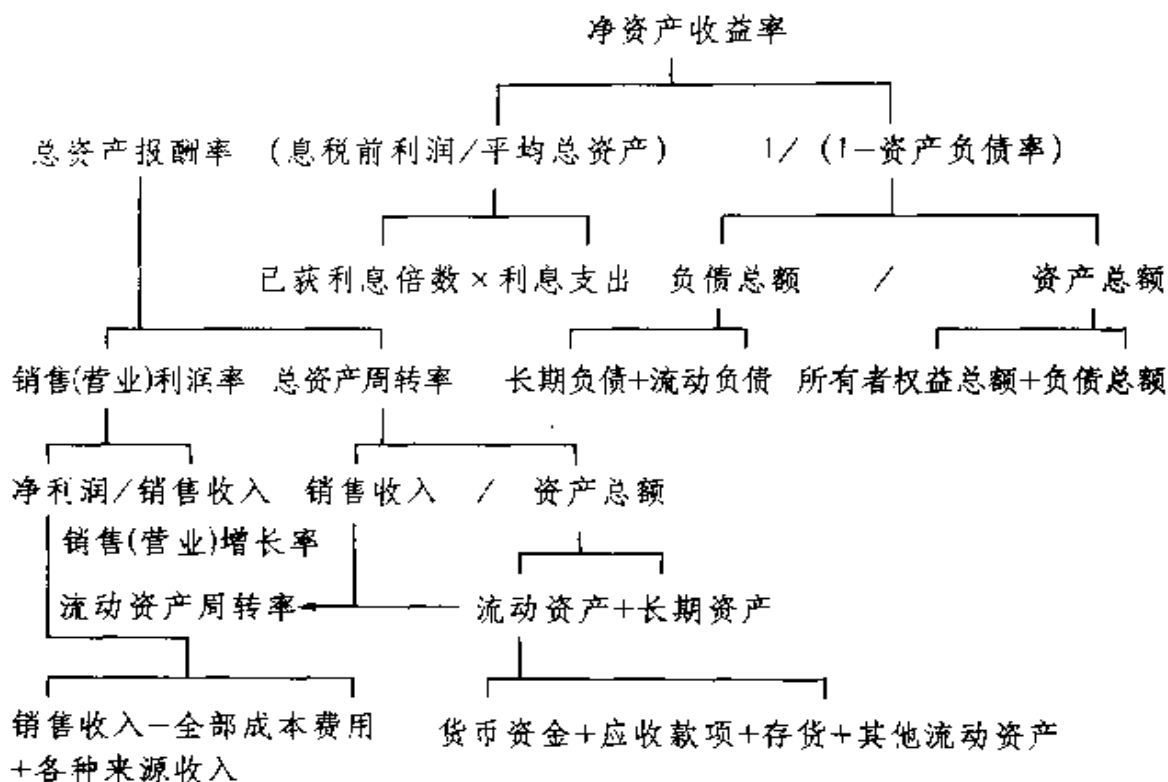 净资产收益率
总资产报酬率 (息税前利润/平均总资产) 1/ (1-资产负债率)
已获利息倍数×利息支出 负债总额 / 资产总额
销售(营业)利润率 总资产周转率 长期负债+流动负债 所有者权益总额+负债总额
净利润/销售收入 销售收入 / 资产总额
销售(营业)增长率
流动资产周转率 流动资产+长期资产
销售收入-全部成本费用 货币资金+应收款项+存货+其他流动资产
+各种来源收入